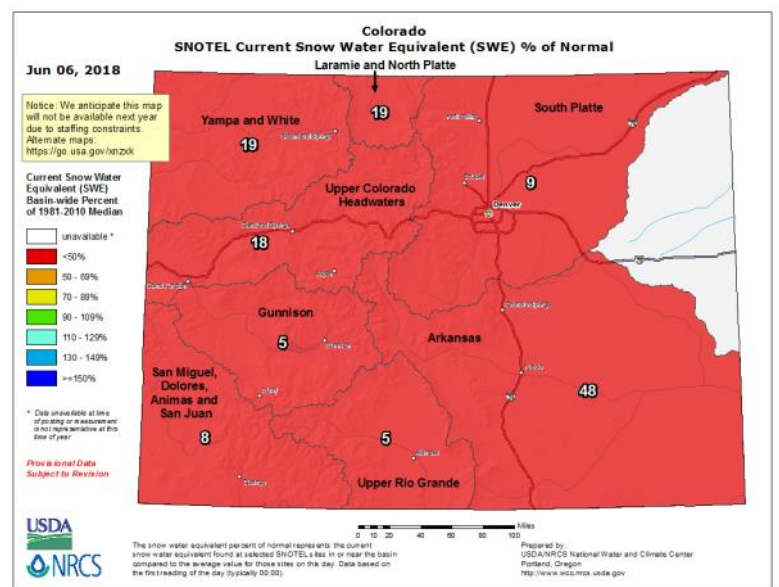 Colorado
SNOTEL Current Snow Water Equivalent (SWE) % of Normal
Jun 06, 2018
Laramie and North Platte
Notice: We anticipate this map
will not be available next year
due to staffing constraints.
Alternate maps:
https://go.usa.gov/xnzxk
Current Snow Water
Equivalent (SWE)
Basin-wide Percent
of 1981-2010 Median
unavailable *
<50%
50 - 69%
70 - 89%
90 - 109%
110 - 129%
130 - 149%
>=150%
* Data unavailable at time
of posting or measurement
is not representative at this
time of year
Provisional Data
Subject to Revision
Yampa and White
19
19
South Platte
9
Denver
Upper Colorado
Headwaters
18
Gunnison
5
Arkansas
48
San Miguel,
Dolores,
Animas and
San Juan
8
5
Upper Rio Grande
USDA
NRCS
Miles
0 10 20 40 60 80 100
The snow water equivalent percent of normal represents the current
snow water equivalent found at selected SNOTEL sites in or near the basin
compared to the average value for those sites on this day. Data based on
the first reading of the day (typically 00:00).
Prepared by:
USDA/NRCS National Water and Climate Center
Portland, Oregon
http://www.wcc.nrcs.usda.gov